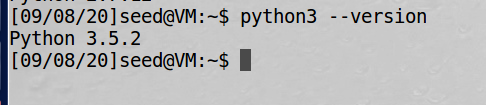 [09/08/20]seed@VM:~$ python3 --version
Python 3.5.2
[09/08/20]seed@VM:~$